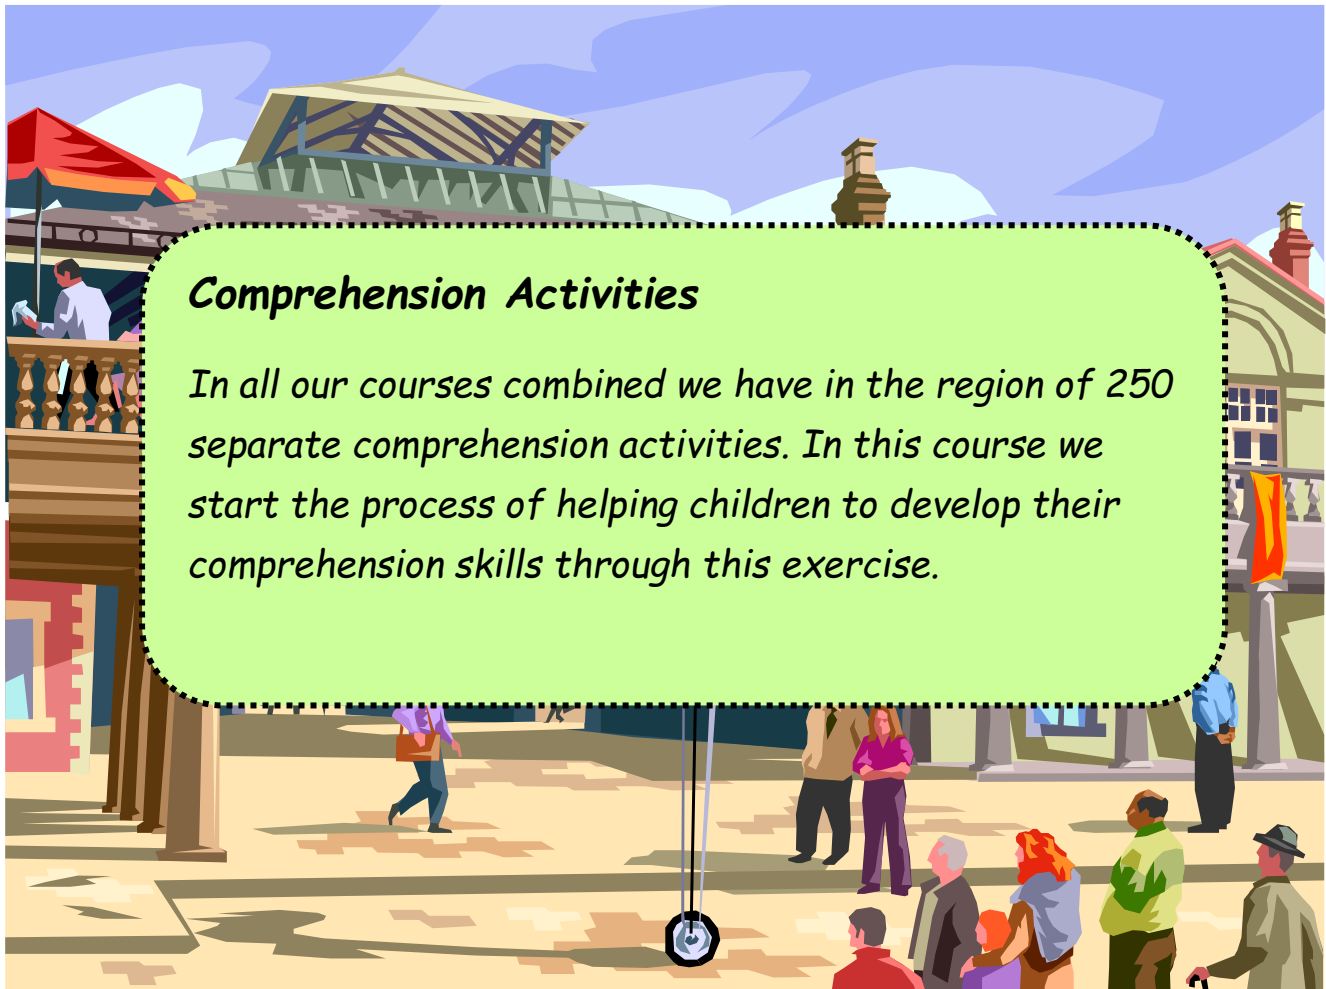 Comprehension Activities
In all our courses combined we have in the region of 250
separate comprehension activities. In this course we
start the process of helping children to develop their
comprehension skills through this exercise.